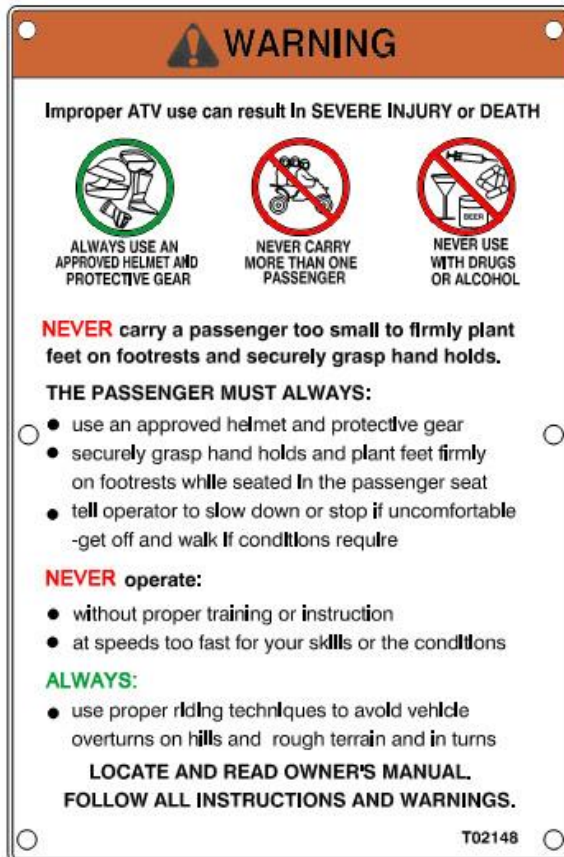 WARNING
Improper ATV use can result in SEVERE INJURY or DEATH
ALWAYS USE AN
APPROVED HELMET AND
PROTECTIVE GEAR
NEVER CARRY
MORE THAN ONE
PASSENGER
BEER
NEVER USE
WITH DRUGS
OR ALCOHOL
NEVER carry a passenger too small to firmly plant
feet on footrests and securely grasp hand holds.
THE PASSENGER MUST ALWAYS:
● use an approved helmet and protective gear
● securely grasp hand holds and plant feet firmly
on footrests while seated in the passenger seat
● tell operator to slow down or stop if uncomfortable
-get off and walk if conditions require
NEVER operate:
● without proper training or instruction
● at speeds too fast for your skills or the conditions
ALWAYS:
● use proper riding techniques to avoid vehicle
overturns on hills and rough terrain and in turns
LOCATE AND READ OWNER'S MANUAL.
FOLLOW ALL INSTRUCTIONS AND WARNINGS.
T02148